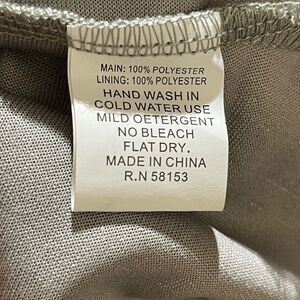 MAIN: 100% POLYESTER
LINING: 100% POLYESTER
HAND WASH IN
COLD WATER USE
MILD DETERGENT
NO BLEACH
FLAT DRY.
MADE IN CHINA
R.N 58153